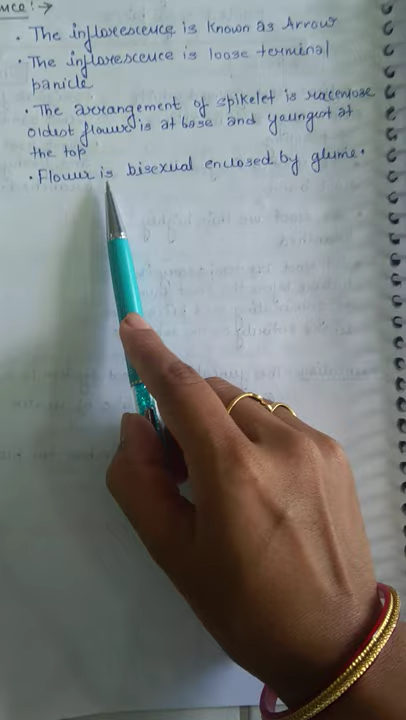 nce:→
• The inflorescence is known as Arrow
• The inflorescence is loose terminal
panicle
• The arrangement of spikelet is racemose
oldest flower is at base and youngest at
the top
• Flower is bisexual enclosed by glume.